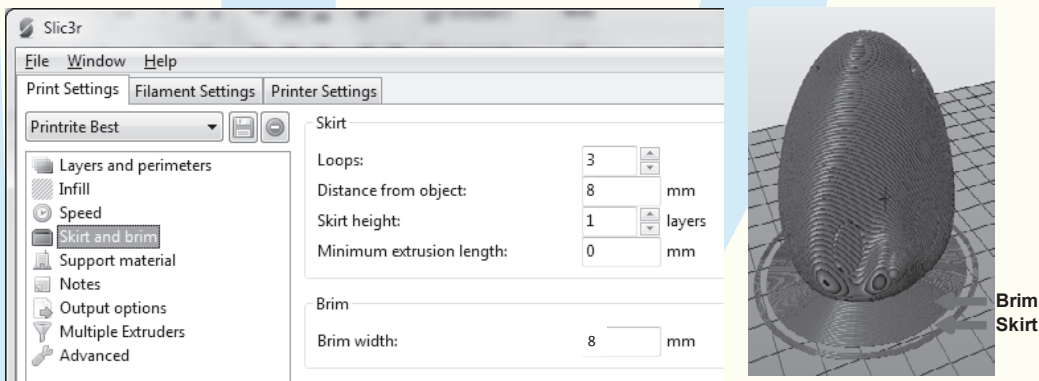 Slic3r
File Window Help
Print Settings Filament Settings Printer Settings
Printrite Best
Layers and perimeters
Infill
Speed
Skirt and brim
Support material
Notes
Output options
Multiple Extruders
Advanced
Skirt
Loops: 3
Distance from object: 8 mm
Skirt height: 1 layers
Minimum extrusion length: 0 mm
Brim
Brim width: 8 mm
Brim
Skirt